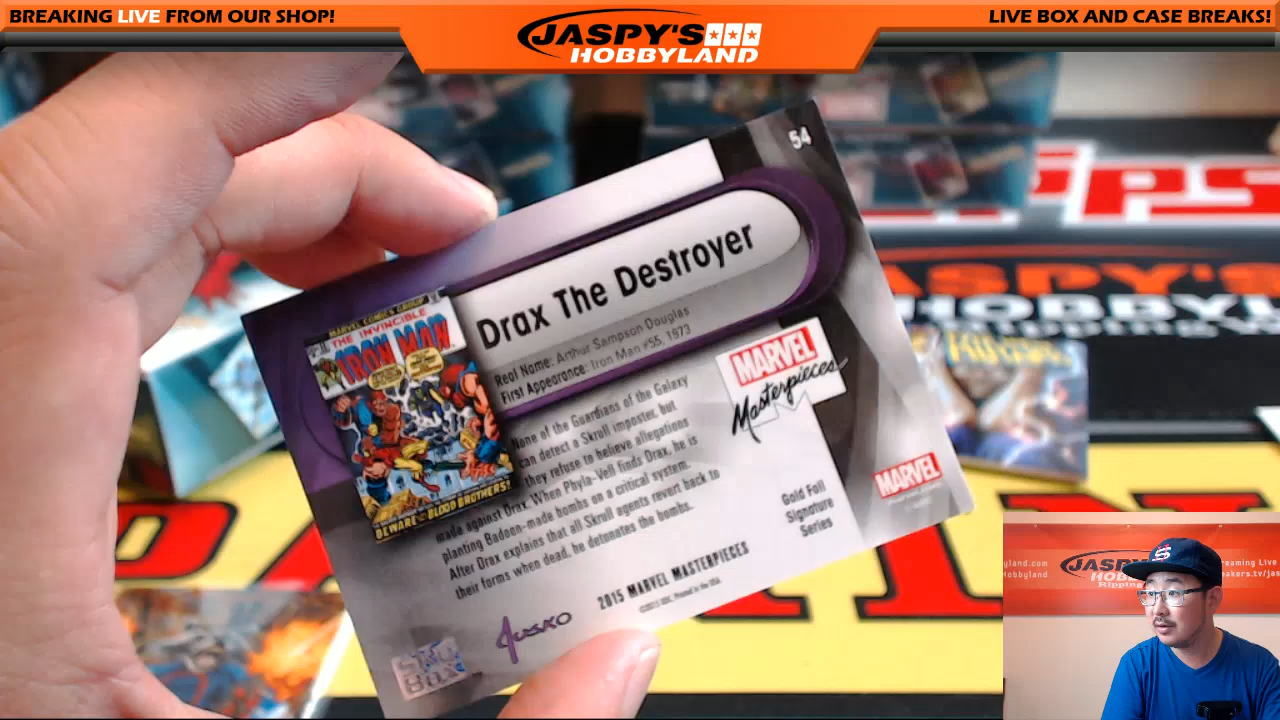 BREAKING LIVE FROM OUR SHOP!
JASPY'S
HOBBYLAND
LIVE BOX AND CASE BREAKS!
54
Drax The Destroyer
Real Name: Arthur Sampson Douglas
First Appearance: Iron Man #55, 1973
MARVEL COMICS GROUP
THE INVINCIBLE
IRON MAN
BEWARE THE BLOOD BROTHERS!
None of the Guardians of the Galaxy
can detect a Skrull imposter, but
they refuse to believe allegations
made against Drax. When Phyla-Vell finds Drax, he is
planting Badoon-made bombs on a critical system.
After Drax explains that all Skrull agents revert back to
their forms when dead, he detonates the bombs.
MARVEL
Masterpieces
MARVEL
Gold Foil
Signature
Series
2015 MARVEL MASTERPIECES
Jusko
JASPY'S
HOBBYL
JASPY
HOB
Ripping